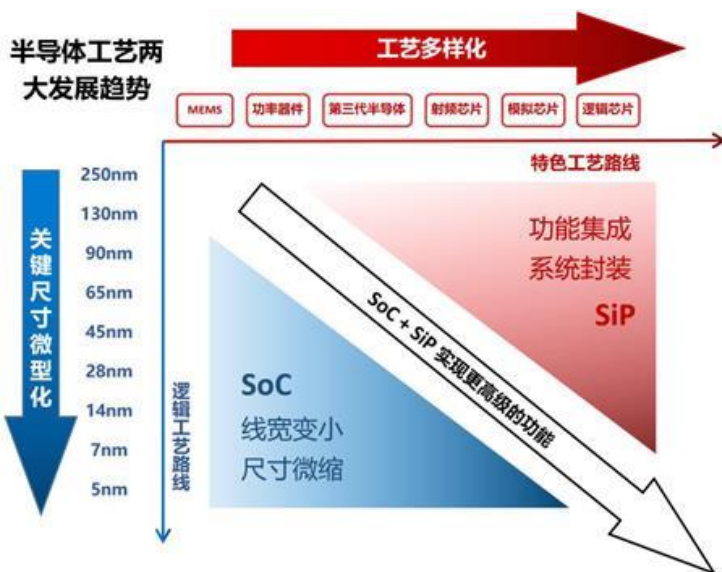 半导体工艺两
大发展趋势
工艺多样化
MEMS
功率器件
第三代半导体
射频芯片
模拟芯片
逻辑芯片
特色工艺路线
关键尺寸微型化
250nm
130nm
90nm
65nm
45nm
28nm
14nm
7nm
5nm
逻辑工艺路线
功能集成
系统封装
SiP
SoC + SiP 实现更高级的功能
SoC
线宽变小
尺寸微缩